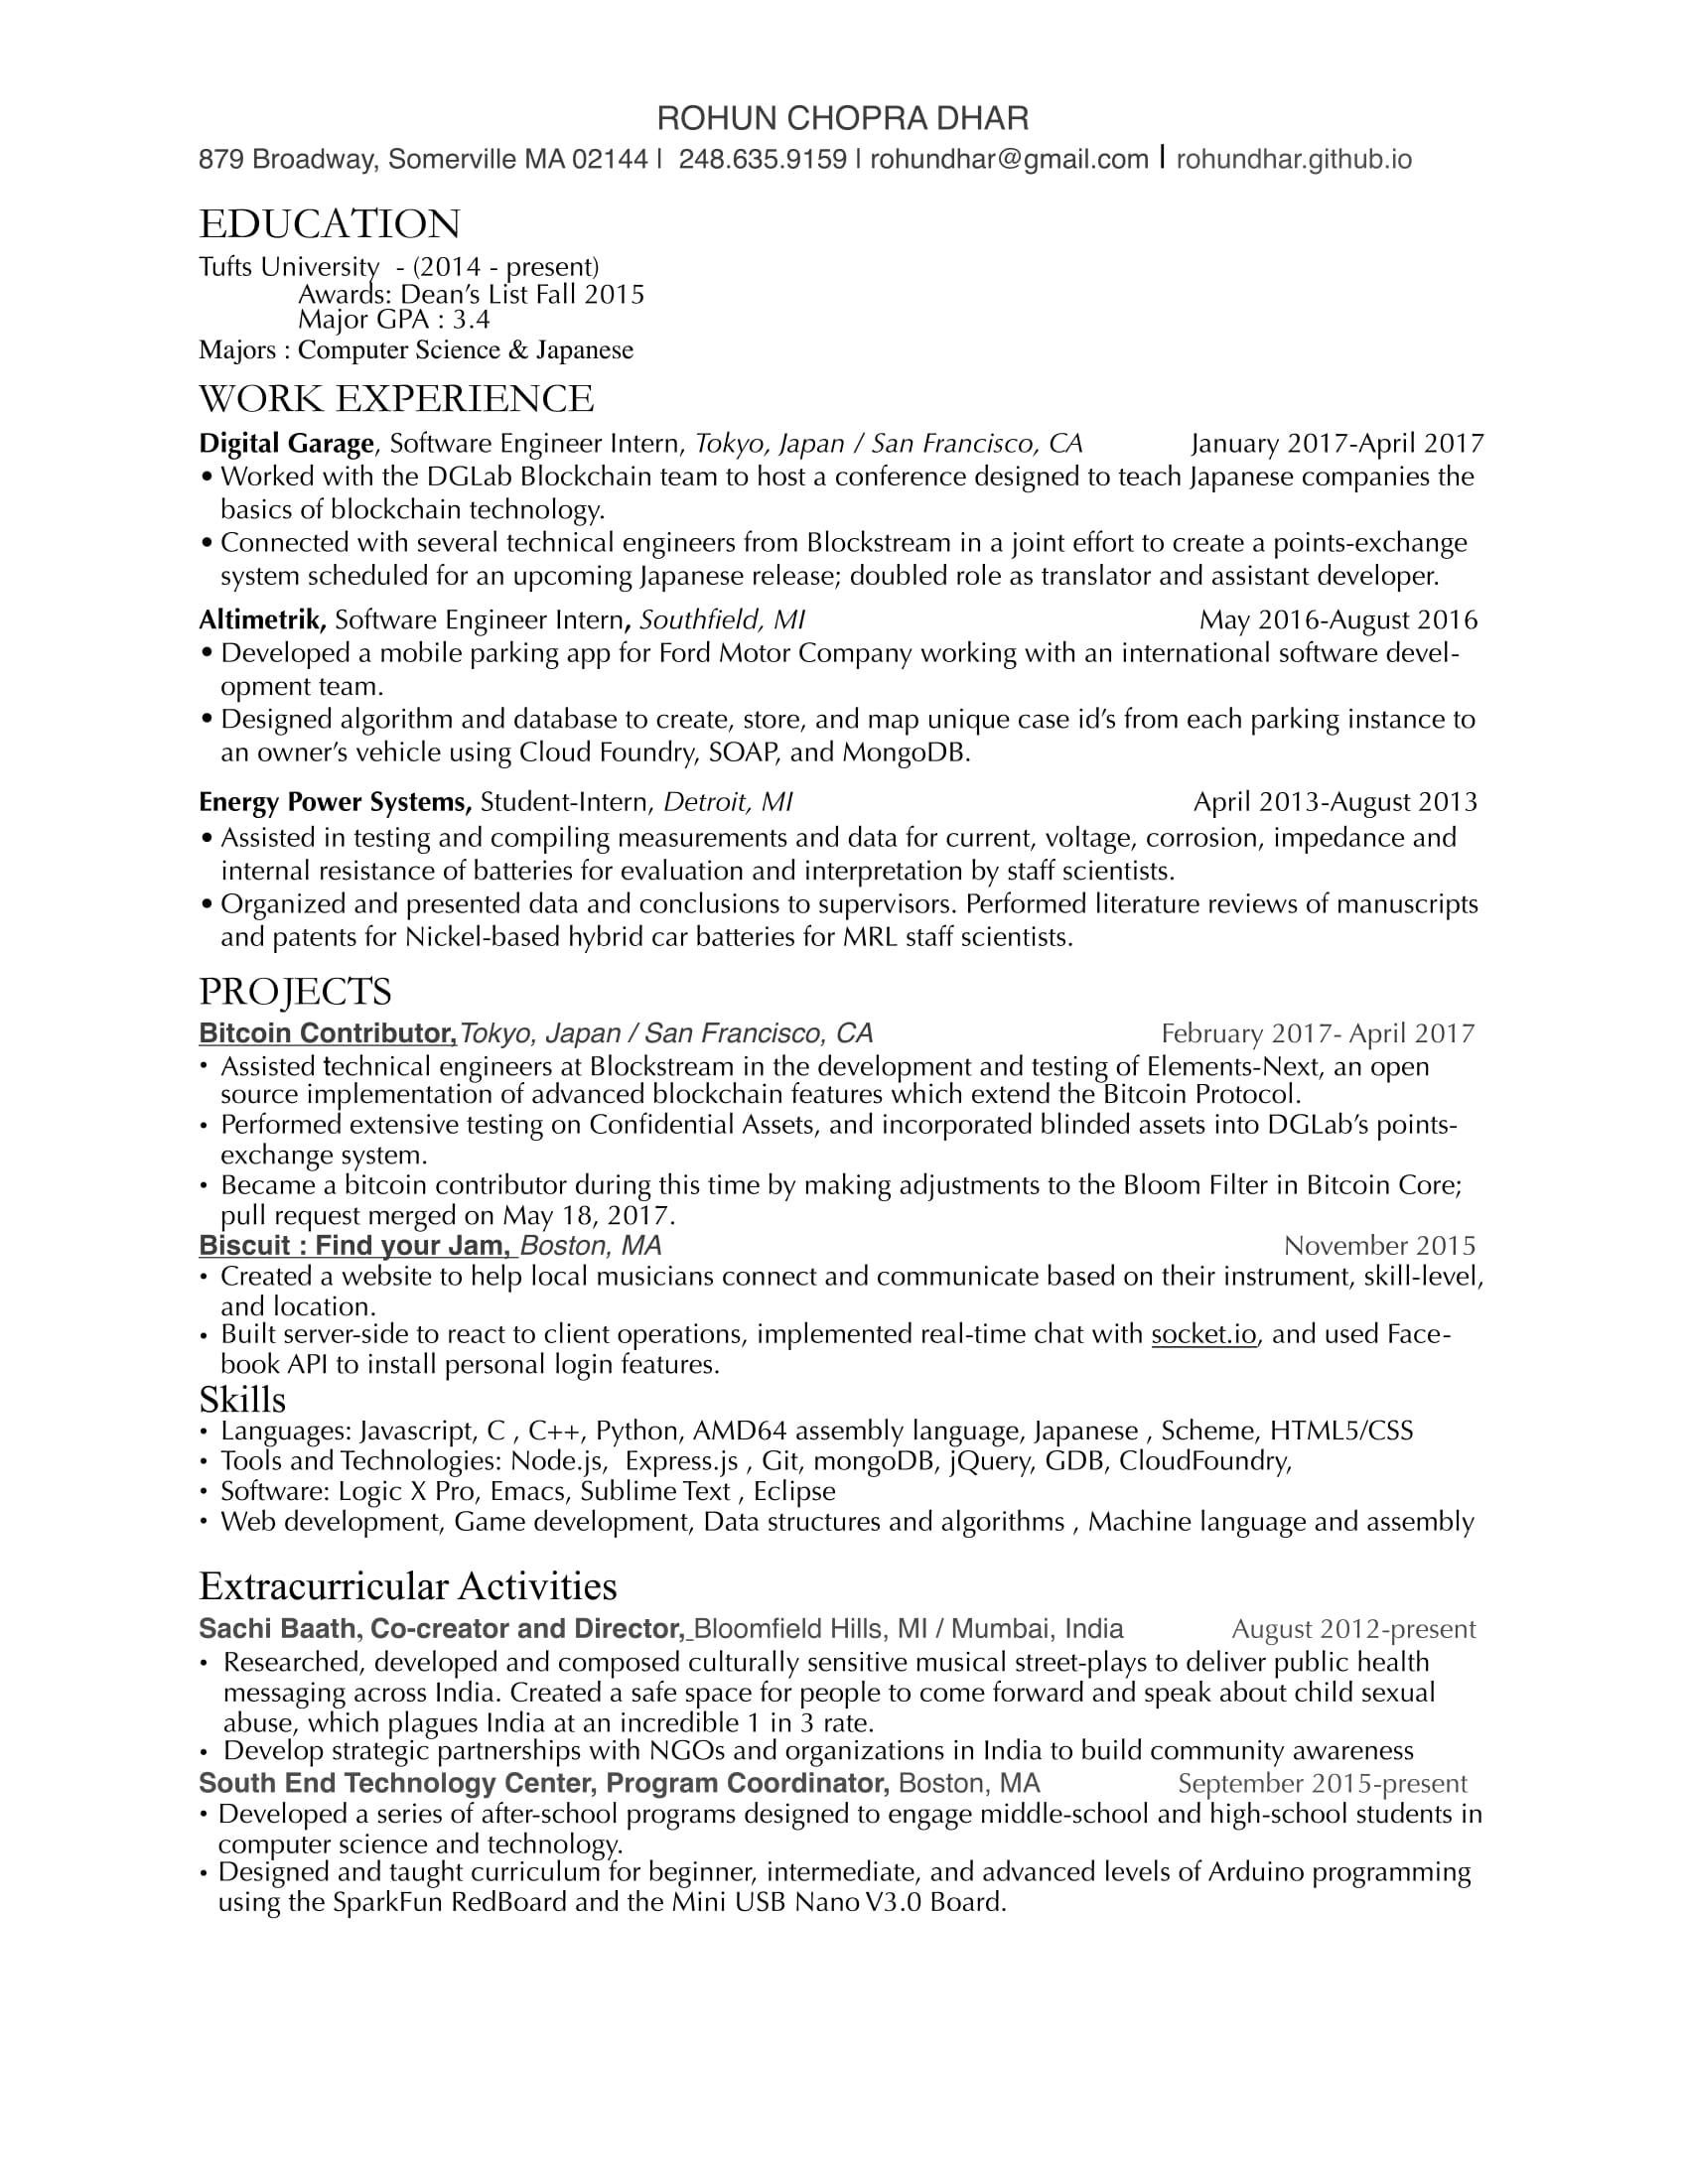 ROHUN CHOPRA DHAR
879 Broadway, Somerville MA 02144 | 248.635.9159 | rohundhar@gmail.com | rohundhar.github.io
EDUCATION
Tufts University - (2014 - present)
Awards: Dean’s List Fall 2015
Major GPA : 3.4
Majors : Computer Science & Japanese
WORK EXPERIENCE
Digital Garage, Software Engineer Intern, Tokyo, Japan / San Francisco, CA January 2017-April 2017
• Worked with the DGLab Blockchain team to host a conference designed to teach Japanese companies the
basics of blockchain technology.
• Connected with several technical engineers from Blockstream in a joint effort to create a points-exchange
system scheduled for an upcoming Japanese release; doubled role as translator and assistant developer.
Altimetrik, Software Engineer Intern, Southfield, MI May 2016-August 2016
• Developed a mobile parking app for Ford Motor Company working with an international software devel-
opment team.
• Designed algorithm and database to create, store, and map unique case id’s from each parking instance to
an owner’s vehicle using Cloud Foundry, SOAP, and MongoDB.
Energy Power Systems, Student-Intern, Detroit, MI April 2013-August 2013
• Assisted in testing and compiling measurements and data for current, voltage, corrosion, impedance and
internal resistance of batteries for evaluation and interpretation by staff scientists.
• Organized and presented data and conclusions to supervisors. Performed literature reviews of manuscripts
and patents for Nickel-based hybrid car batteries for MRL staff scientists.
PROJECTS
Bitcoin Contributor, Tokyo, Japan / San Francisco, CA February 2017- April 2017
• Assisted technical engineers at Blockstream in the development and testing of Elements-Next, an open
source implementation of advanced blockchain features which extend the Bitcoin Protocol.
• Performed extensive testing on Confidential Assets, and incorporated blinded assets into DGLab’s points-
exchange system.
• Became a bitcoin contributor during this time by making adjustments to the Bloom Filter in Bitcoin Core;
pull request merged on May 18, 2017.
Biscuit : Find your Jam, Boston, MA November 2015
• Created a website to help local musicians connect and communicate based on their instrument, skill-level,
and location.
• Built server-side to react to client operations, implemented real-time chat with socket.io, and used Face-
book API to install personal login features.
Skills
• Languages: Javascript, C , C++, Python, AMD64 assembly language, Japanese , Scheme, HTML5/CSS
• Tools and Technologies: Node.js, Express.js , Git, mongoDB, jQuery, GDB, CloudFoundry,
• Software: Logic X Pro, Emacs, Sublime Text , Eclipse
• Web development, Game development, Data structures and algorithms , Machine language and assembly
Extracurricular Activities
Sachi Baath, Co-creator and Director, Bloomfield Hills, MI / Mumbai, India August 2012-present
• Researched, developed and composed culturally sensitive musical street-plays to deliver public health
messaging across India. Created a safe space for people to come forward and speak about child sexual
abuse, which plagues India at an incredible 1 in 3 rate.
• Develop strategic partnerships with NGOs and organizations in India to build community awareness
South End Technology Center, Program Coordinator, Boston, MA September 2015-present
• Developed a series of after-school programs designed to engage middle-school and high-school students in
computer science and technology.
• Designed and taught curriculum for beginner, intermediate, and advanced levels of Arduino programming
using the SparkFun RedBoard and the Mini USB Nano V3.0 Board.